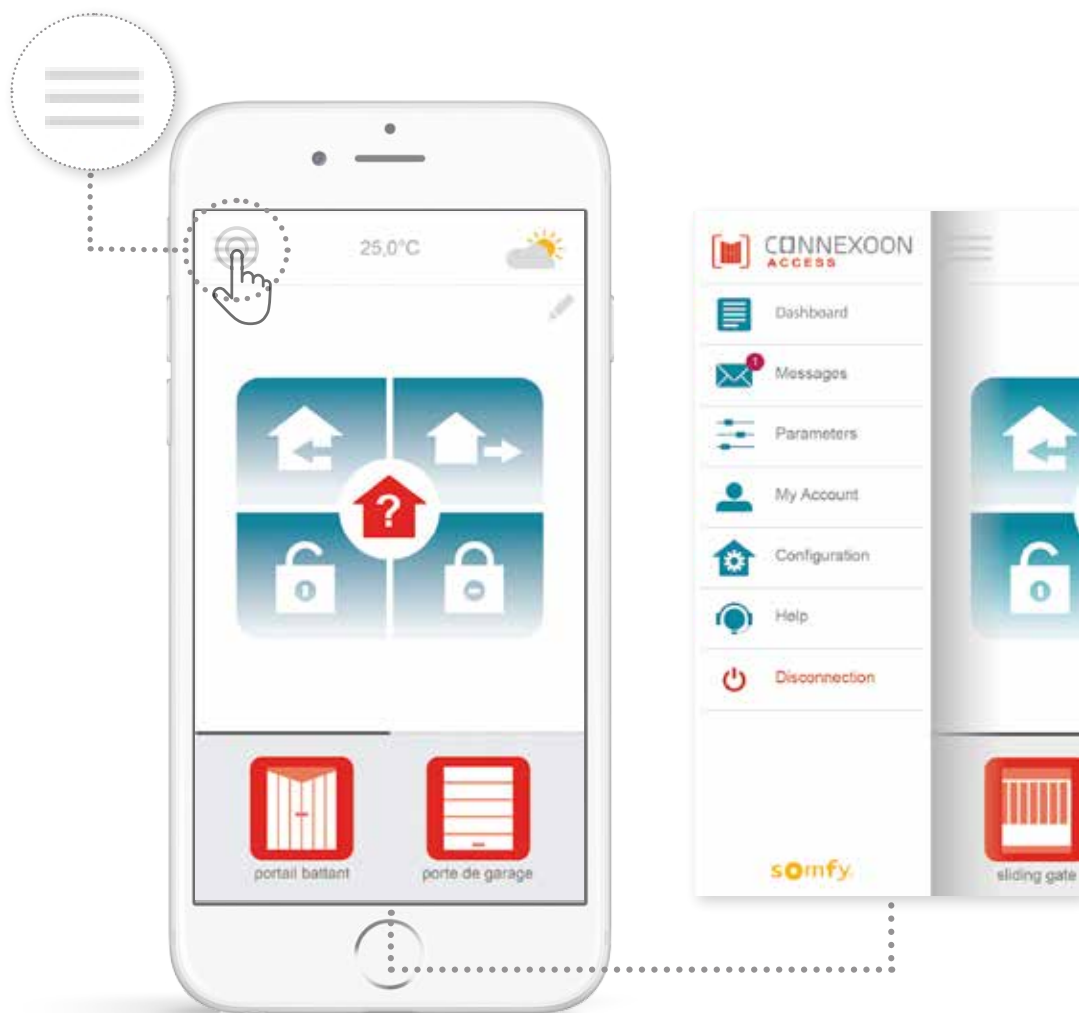 25,0°C
?
portail battant
porte de garage
CONNEXOON
ACCESS
Dashboard
1
Messages
Parameters
My Account
Configuration
Help
Disconnection
somfy.
sliding gate